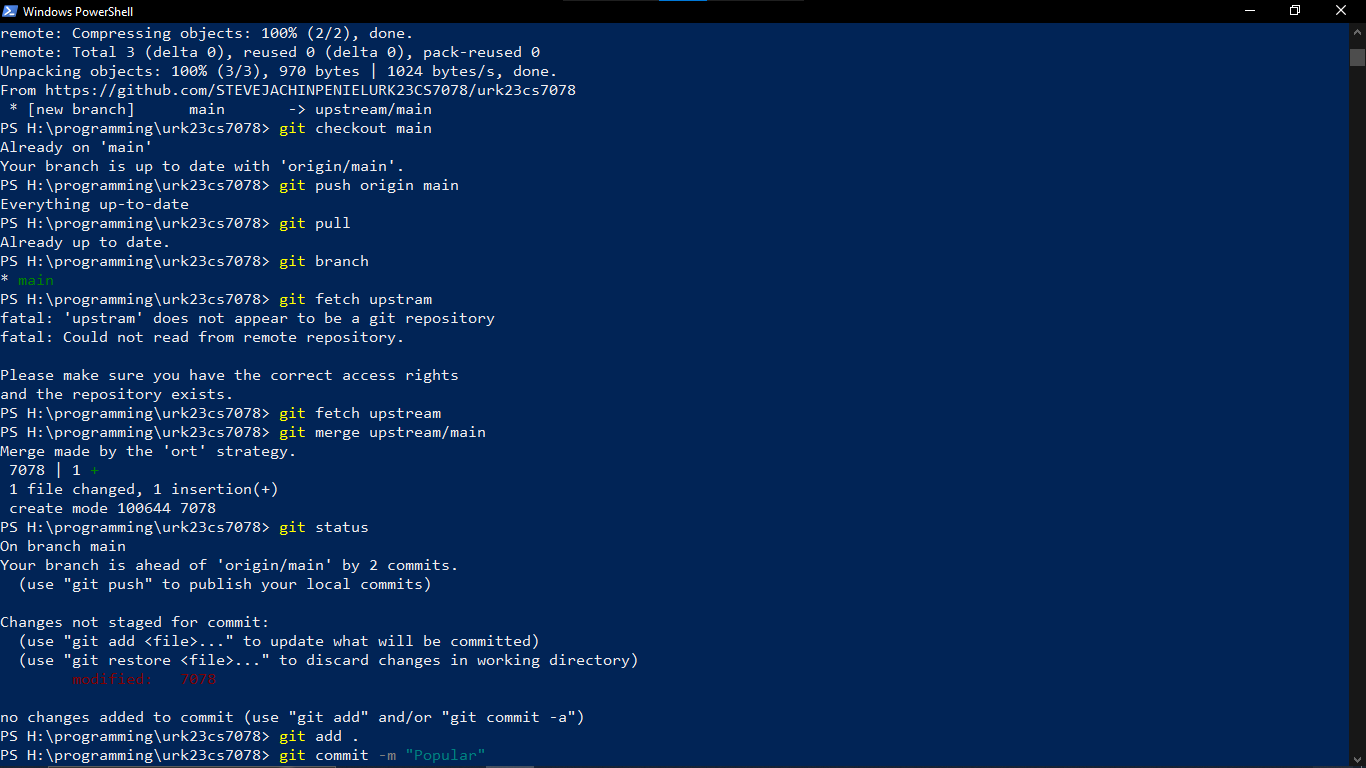 Windows PowerShell
remote: Compressing objects: 100% (2/2), done.
remote: Total 3 (delta 0), reused 0 (delta 0), pack-reused 0
Unpacking objects: 100% (3/3), 970 bytes | 1024 bytes/s, done.
From https://github.com/STEVEJACHINPENIELURK23CS7078/urk23cs7078
 * [new branch]      main       -> upstream/main
PS H:\programming\urk23cs7078> git checkout main
Already on 'main'
Your branch is up to date with 'origin/main'.
PS H:\programming\urk23cs7078> git push origin main
Everything up-to-date
PS H:\programming\urk23cs7078> git pull
Already up to date.
PS H:\programming\urk23cs7078> git branch
* main
PS H:\programming\urk23cs7078> git fetch upstram
fatal: 'upstram' does not appear to be a git repository
fatal: Could not read from remote repository.

Please make sure you have the correct access rights
and the repository exists.
PS H:\programming\urk23cs7078> git fetch upstream
PS H:\programming\urk23cs7078> git merge upstream/main
Merge made by the 'ort' strategy.
 7078 | 1 +
 1 file changed, 1 insertion(+)
 create mode 100644 7078
PS H:\programming\urk23cs7078> git status
On branch main
Your branch is ahead of 'origin/main' by 2 commits.
  (use "git push" to publish your local commits)

Changes not staged for commit:
  (use "git add <file>..." to update what will be committed)
  (use "git restore <file>..." to discard changes in working directory)
        modified:   7078

no changes added to commit (use "git add" and/or "git commit -a")
PS H:\programming\urk23cs7078> git add .
PS H:\programming\urk23cs7078> git commit -m "Popular"